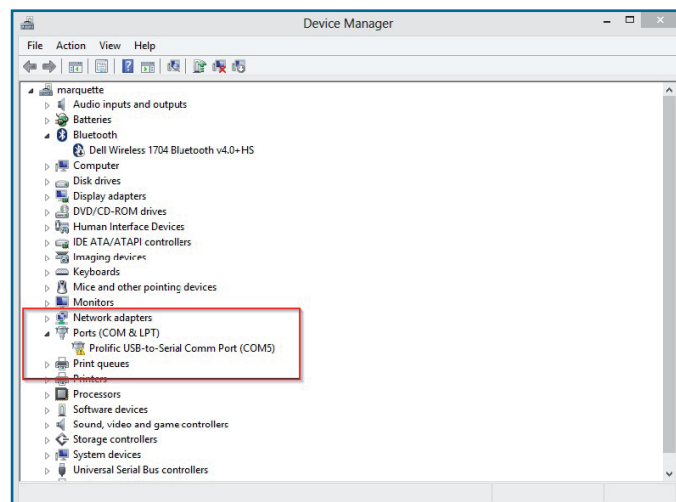 Device Manager
File Action View Help
marquette
Audio inputs and outputs
Batteries
Bluetooth
Dell Wireless 1704 Bluetooth v4.0+HS
Computer
Disk drives
Display adapters
DVD/CD-ROM drives
Human Interface Devices
IDE ATA/ATAPI controllers
Imaging devices
Keyboards
Mice and other pointing devices
Monitors
Network adapters
Ports (COM & LPT)
Prolific USB-to-Serial Comm Port (COM5)
Print queues
Printers
Processors
Software devices
Sound, video and game controllers
Storage controllers
System devices
Universal Serial Bus controllers